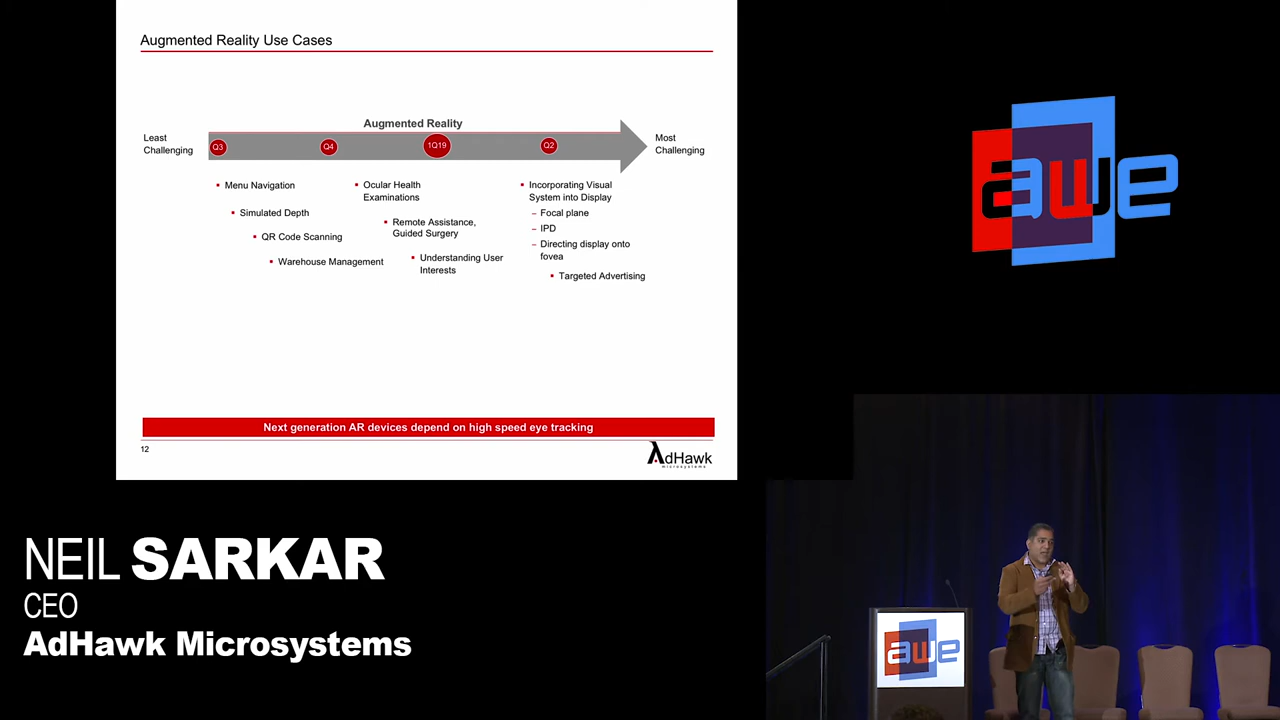 Augmented Reality Use Cases
Augmented Reality
Least
Challenging
Q3
Q4
1Q19
Q2
Most
Challenging
Menu Navigation
Simulated Depth
QR Code Scanning
Warehouse Management
Ocular Health
Examinations
Remote Assistance,
Guided Surgery
Understanding User
Interests
Incorporating Visual
System into Display
– Focal plane
– IPD
– Directing display onto
fovea
Targeted Advertising
Next generation AR devices depend on high speed eye tracking
12
AdHawk
microsystems
awe
NEIL SARKAR
CEO
AdHawk Microsystems
awe